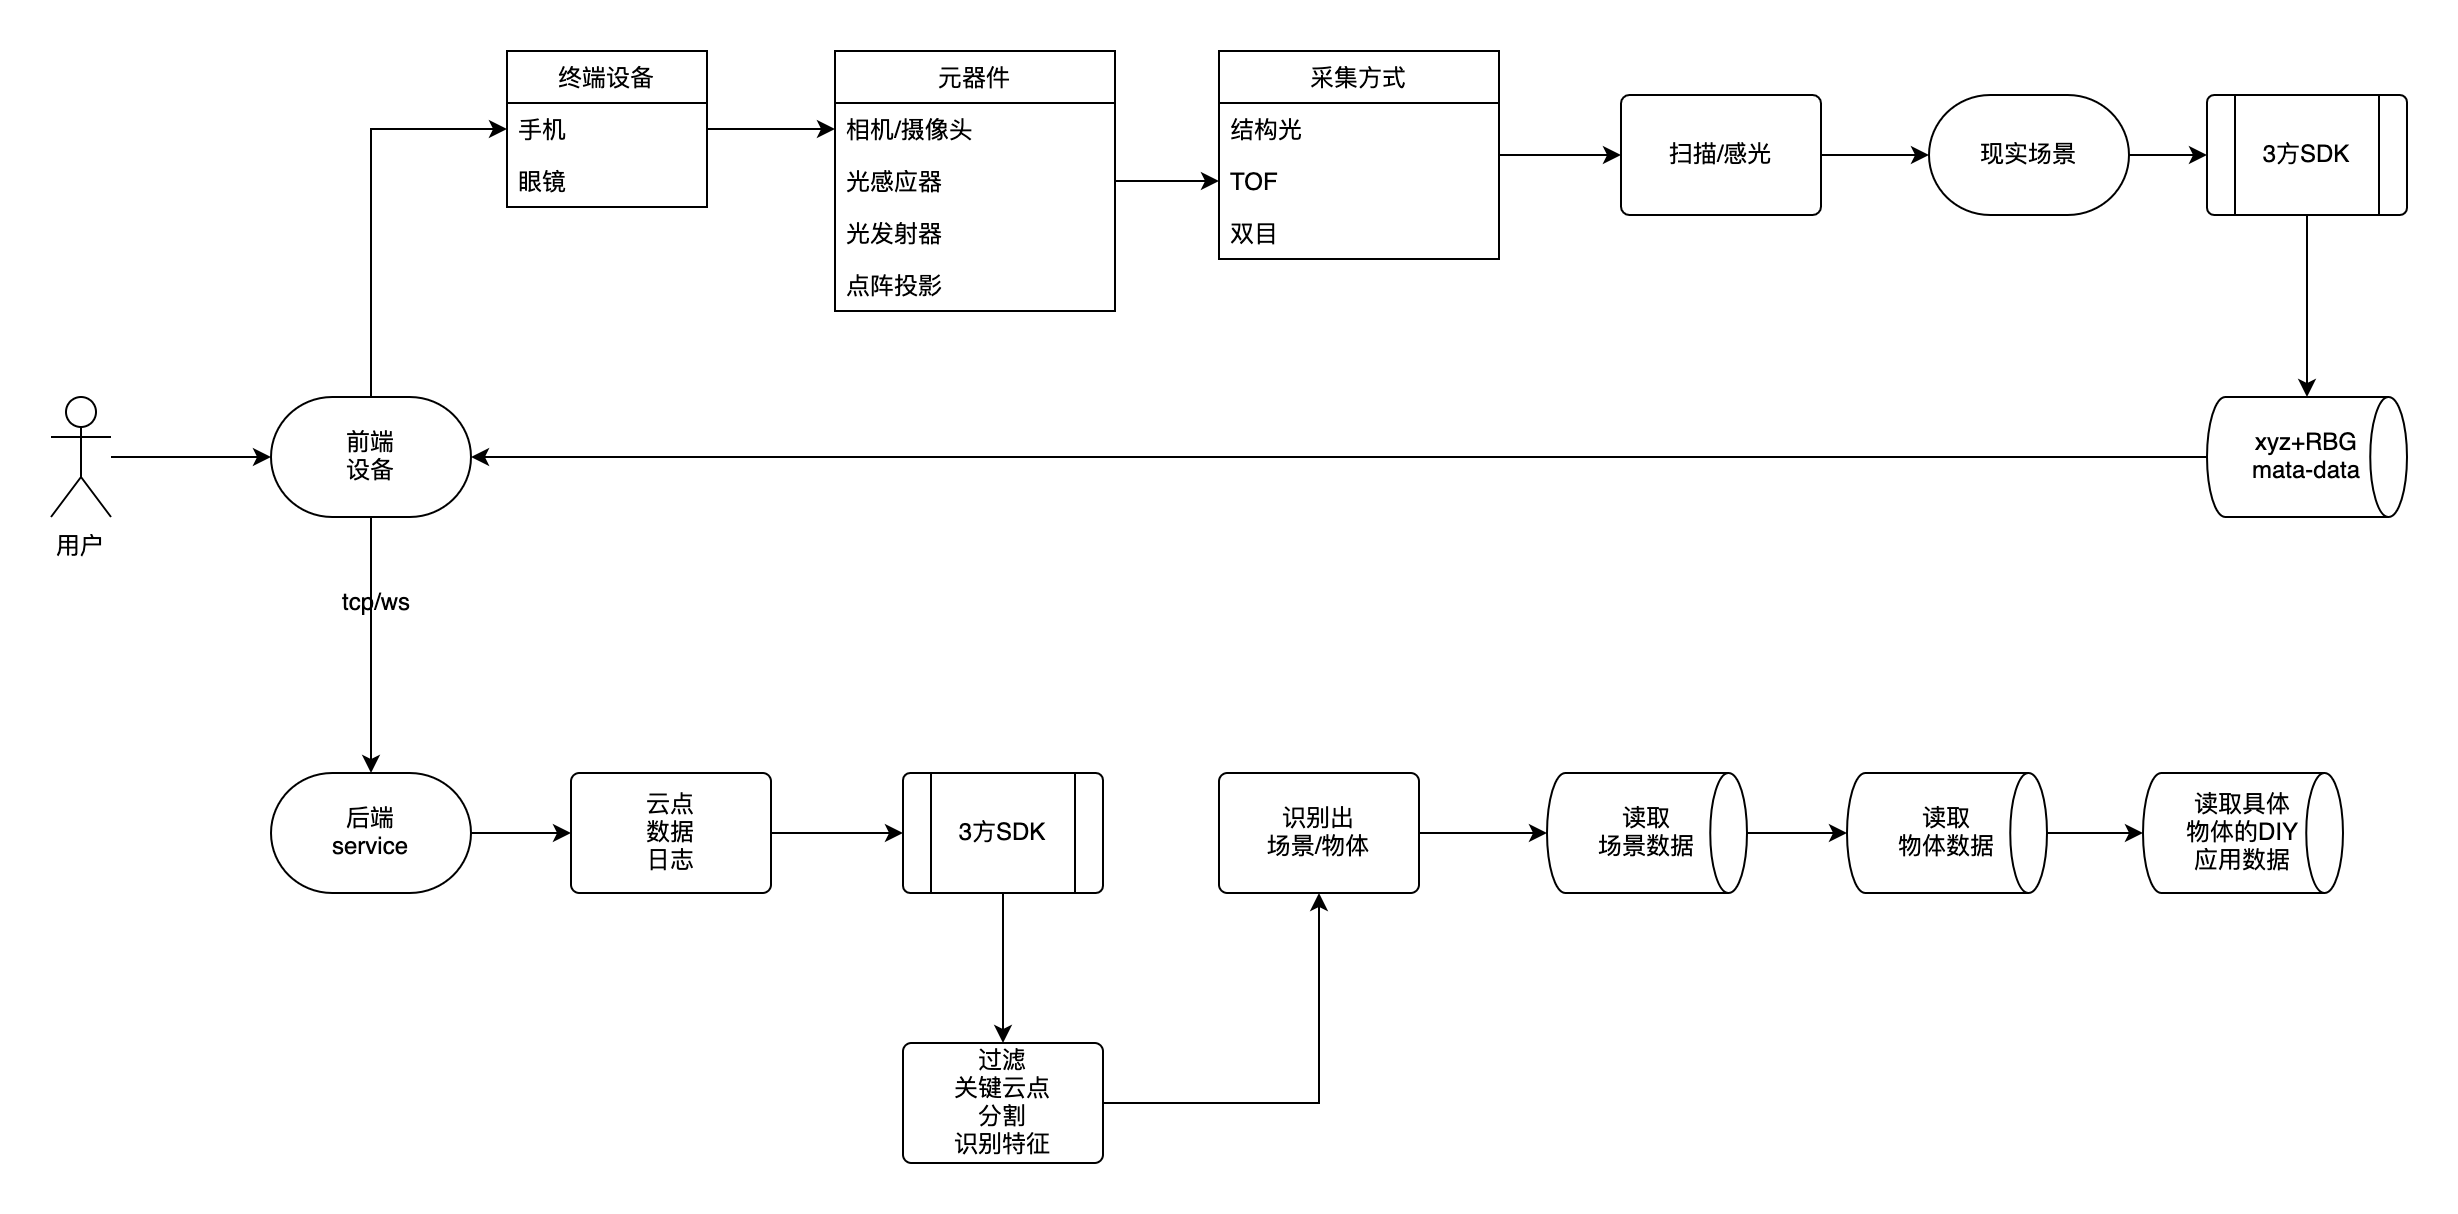 终端设备
手机
眼镜
元器件
相机/摄像头
光感应器
光发射器
点阵投影
采集方式
结构光
TOF
双目
扫描/感光
现实场景
3方SDK
用户
前端
设备
xyz+RBG
mata-data
tcp/ws
后端
service
云点
数据
日志
3方SDK
识别出
场景/物体
读取
场景数据
读取
物体数据
读取具体
物体的DIY
应用数据
过滤
关键云点
分割
识别特征